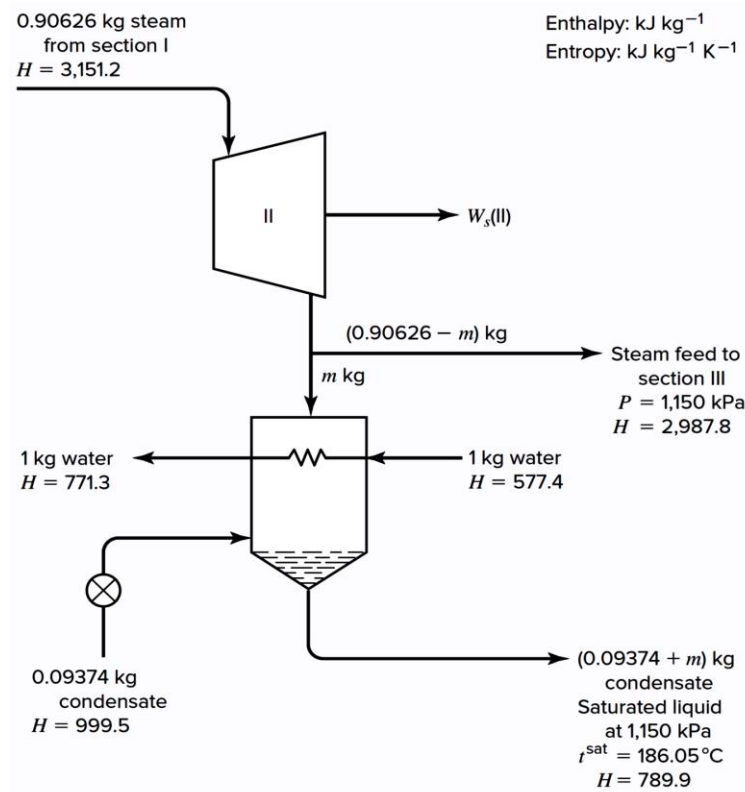 0.90626 kg steam
from section I
H = 3,151.2
Enthalpy: kJ kg⁻¹
Entropy: kJ kg⁻¹ K⁻¹
II
Wₛ(II)
(0.90626 − m) kg
m kg
Steam feed to
section III
P = 1,150 kPa
H = 2,987.8
1 kg water
H = 771.3
1 kg water
H = 577.4
0.09374 kg
condensate
H = 999.5
(0.09374 + m) kg
condensate
Saturated liquid
at 1,150 kPa
t^sat = 186.05°C
H = 789.9